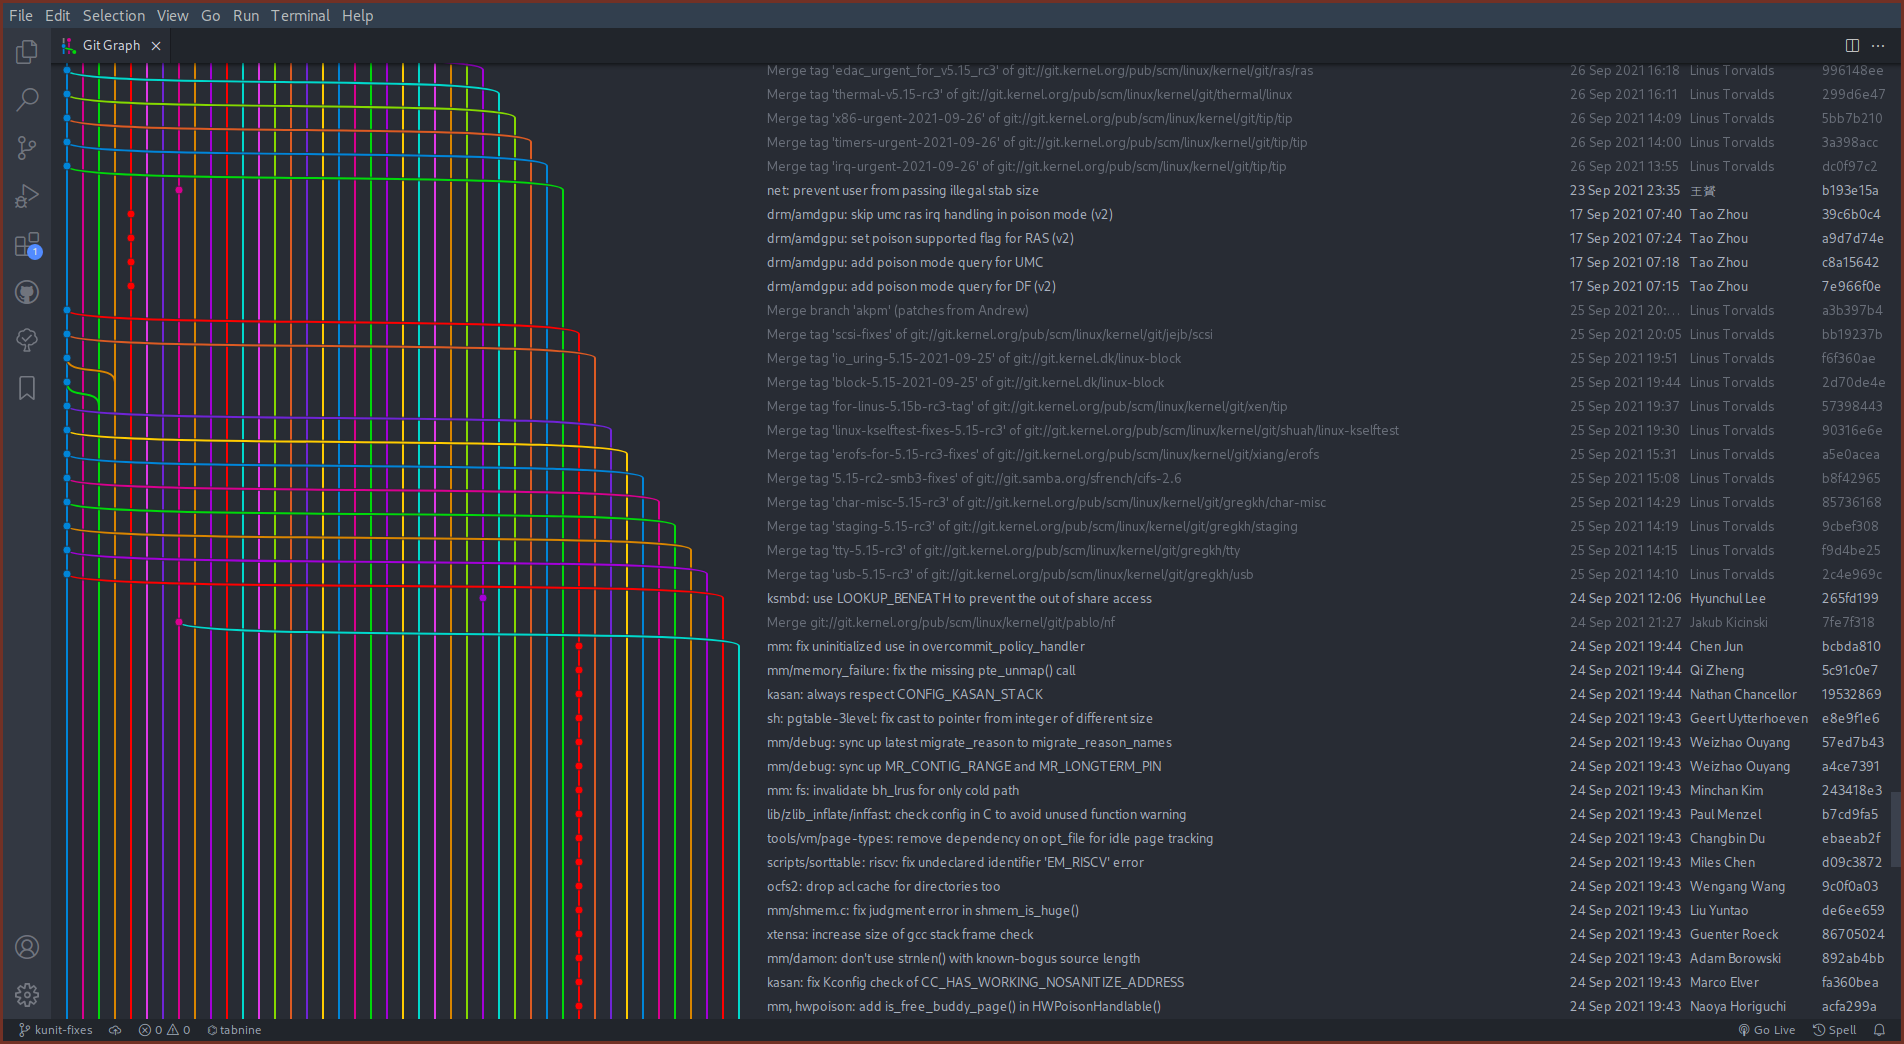 File Edit Selection View Go Run Terminal Help
Git Graph
Merge tag 'edac_urgent_for_v5.15_rc3' of git://git.kernel.org/pub/scm/linux/kernel/git/ras/ras 26 Sep 2021 16:18 Linus Torvalds 996148ee
Merge tag 'thermal-v5.15-rc3' of git://git.kernel.org/pub/scm/linux/kernel/git/thermal/linux 26 Sep 2021 16:11 Linus Torvalds 299d6e47
Merge tag 'x86-urgent-2021-09-26' of git://git.kernel.org/pub/scm/linux/kernel/git/tip/tip 26 Sep 2021 14:09 Linus Torvalds 5bb7b210
Merge tag 'timers-urgent-2021-09-26' of git://git.kernel.org/pub/scm/linux/kernel/git/tip/tip 26 Sep 2021 14:00 Linus Torvalds 3a398acc
Merge tag 'irq-urgent-2021-09-26' of git://git.kernel.org/pub/scm/linux/kernel/git/tip/tip 26 Sep 2021 13:55 Linus Torvalds dc0f97c2
net: prevent user from passing illegal stab size 23 Sep 2021 23:35 王贇 b193e15a
drm/amdgpu: skip umc ras irq handling in poison mode (v2) 17 Sep 2021 07:40 Tao Zhou 39c6b0c4
drm/amdgpu: set poison supported flag for RAS (v2) 17 Sep 2021 07:24 Tao Zhou a9d7d74e
drm/amdgpu: add poison mode query for UMC 17 Sep 2021 07:18 Tao Zhou c8a15642
drm/amdgpu: add poison mode query for DF (v2) 17 Sep 2021 07:15 Tao Zhou 7e966f0e
Merge branch 'akpm' (patches from Andrew) 25 Sep 2021 20:... Linus Torvalds a3b397b4
Merge tag 'scsi-fixes' of git://git.kernel.org/pub/scm/linux/kernel/git/jejb/scsi 25 Sep 2021 20:05 Linus Torvalds bb19237b
Merge tag 'io_uring-5.15-2021-09-25' of git://git.kernel.dk/linux-block 25 Sep 2021 19:51 Linus Torvalds f6f360ae
Merge tag 'block-5.15-2021-09-25' of git://git.kernel.dk/linux-block 25 Sep 2021 19:44 Linus Torvalds 2d70de4e
Merge tag 'for-linus-5.15b-rc3-tag' of git://git.kernel.org/pub/scm/linux/kernel/git/xen/tip 25 Sep 2021 19:37 Linus Torvalds 57398443
Merge tag 'linux-kselftest-fixes-5.15-rc3' of git://git.kernel.org/pub/scm/linux/kernel/git/shuah/linux-kselftest 25 Sep 2021 19:30 Linus Torvalds 90316e6e
Merge tag 'erofs-for-5.15-rc3-fixes' of git://git.kernel.org/pub/scm/linux/kernel/git/xiang/erofs 25 Sep 2021 15:31 Linus Torvalds a5e0acea
Merge tag '5.15-rc2-smb3-fixes' of git://git.samba.org/sfrench/cifs-2.6 25 Sep 2021 15:08 Linus Torvalds b8f42965
Merge tag 'char-misc-5.15-rc3' of git://git.kernel.org/pub/scm/linux/kernel/git/gregkh/char-misc 25 Sep 2021 14:29 Linus Torvalds 85736168
Merge tag 'staging-5.15-rc3' of git://git.kernel.org/pub/scm/linux/kernel/git/gregkh/staging 25 Sep 2021 14:19 Linus Torvalds 9cbef308
Merge tag 'tty-5.15-rc3' of git://git.kernel.org/pub/scm/linux/kernel/git/gregkh/tty 25 Sep 2021 14:15 Linus Torvalds f9d4be25
Merge tag 'usb-5.15-rc3' of git://git.kernel.org/pub/scm/linux/kernel/git/gregkh/usb 25 Sep 2021 14:10 Linus Torvalds 2c4e969c
ksmbd: use LOOKUP_BENEATH to prevent the out of share access 24 Sep 2021 12:06 Hyunchul Lee 265fd199
Merge git://git.kernel.org/pub/scm/linux/kernel/git/pablo/nf 24 Sep 2021 21:27 Jakub Kicinski 7fe7f318
mm: fix uninitialized use in overcommit_policy_handler 24 Sep 2021 19:44 Chen Jun bcbda810
mm/memory_failure: fix the missing pte_unmap() call 24 Sep 2021 19:44 Qi Zheng 5c91c0e7
kasan: always respect CONFIG_KASAN_STACK 24 Sep 2021 19:44 Nathan Chancellor 19532869
sh: pgtable-3level: fix cast to pointer from integer of different size 24 Sep 2021 19:43 Geert Uytterhoeven e8e9f1e6
mm/debug: sync up latest migrate_reason to migrate_reason_names 24 Sep 2021 19:43 Weizhao Ouyang 57ed7b43
mm/debug: sync up MR_CONTIG_RANGE and MR_LONGTERM_PIN 24 Sep 2021 19:43 Weizhao Ouyang a4ce7391
mm: fs: invalidate bh_lrus for only cold path 24 Sep 2021 19:43 Minchan Kim 243418e3
lib/zlib_inflate/inffast: check config in C to avoid unused function warning 24 Sep 2021 19:43 Paul Menzel b7cd9fa5
tools/vm/page-types: remove dependency on opt_file for idle page tracking 24 Sep 2021 19:43 Changbin Du ebaeab2f
scripts/sorttable: riscv: fix undeclared identifier 'EM_RISCV' error 24 Sep 2021 19:43 Miles Chen d09c3872
ocfs2: drop acl cache for directories too 24 Sep 2021 19:43 Wengang Wang 9c0f0a03
mm/shmem.c: fix judgment error in shmem_is_huge() 24 Sep 2021 19:43 Liu Yuntao de6ee659
xtensa: increase size of gcc stack frame check 24 Sep 2021 19:43 Guenter Roeck 86705024
mm/damon: don't use strnlen() with known-bogus source length 24 Sep 2021 19:43 Adam Borowski 892ab4bb
kasan: fix Kconfig check of CC_HAS_WORKING_NOSANITIZE_ADDRESS 24 Sep 2021 19:43 Marco Elver fa360bea
mm, hwpoison: add is_free_buddy_page() in HWPoisonHandlable() 24 Sep 2021 19:43 Naoya Horiguchi acfa299a
1
kunit-fixes 0 0 tabnine Go Live Spell